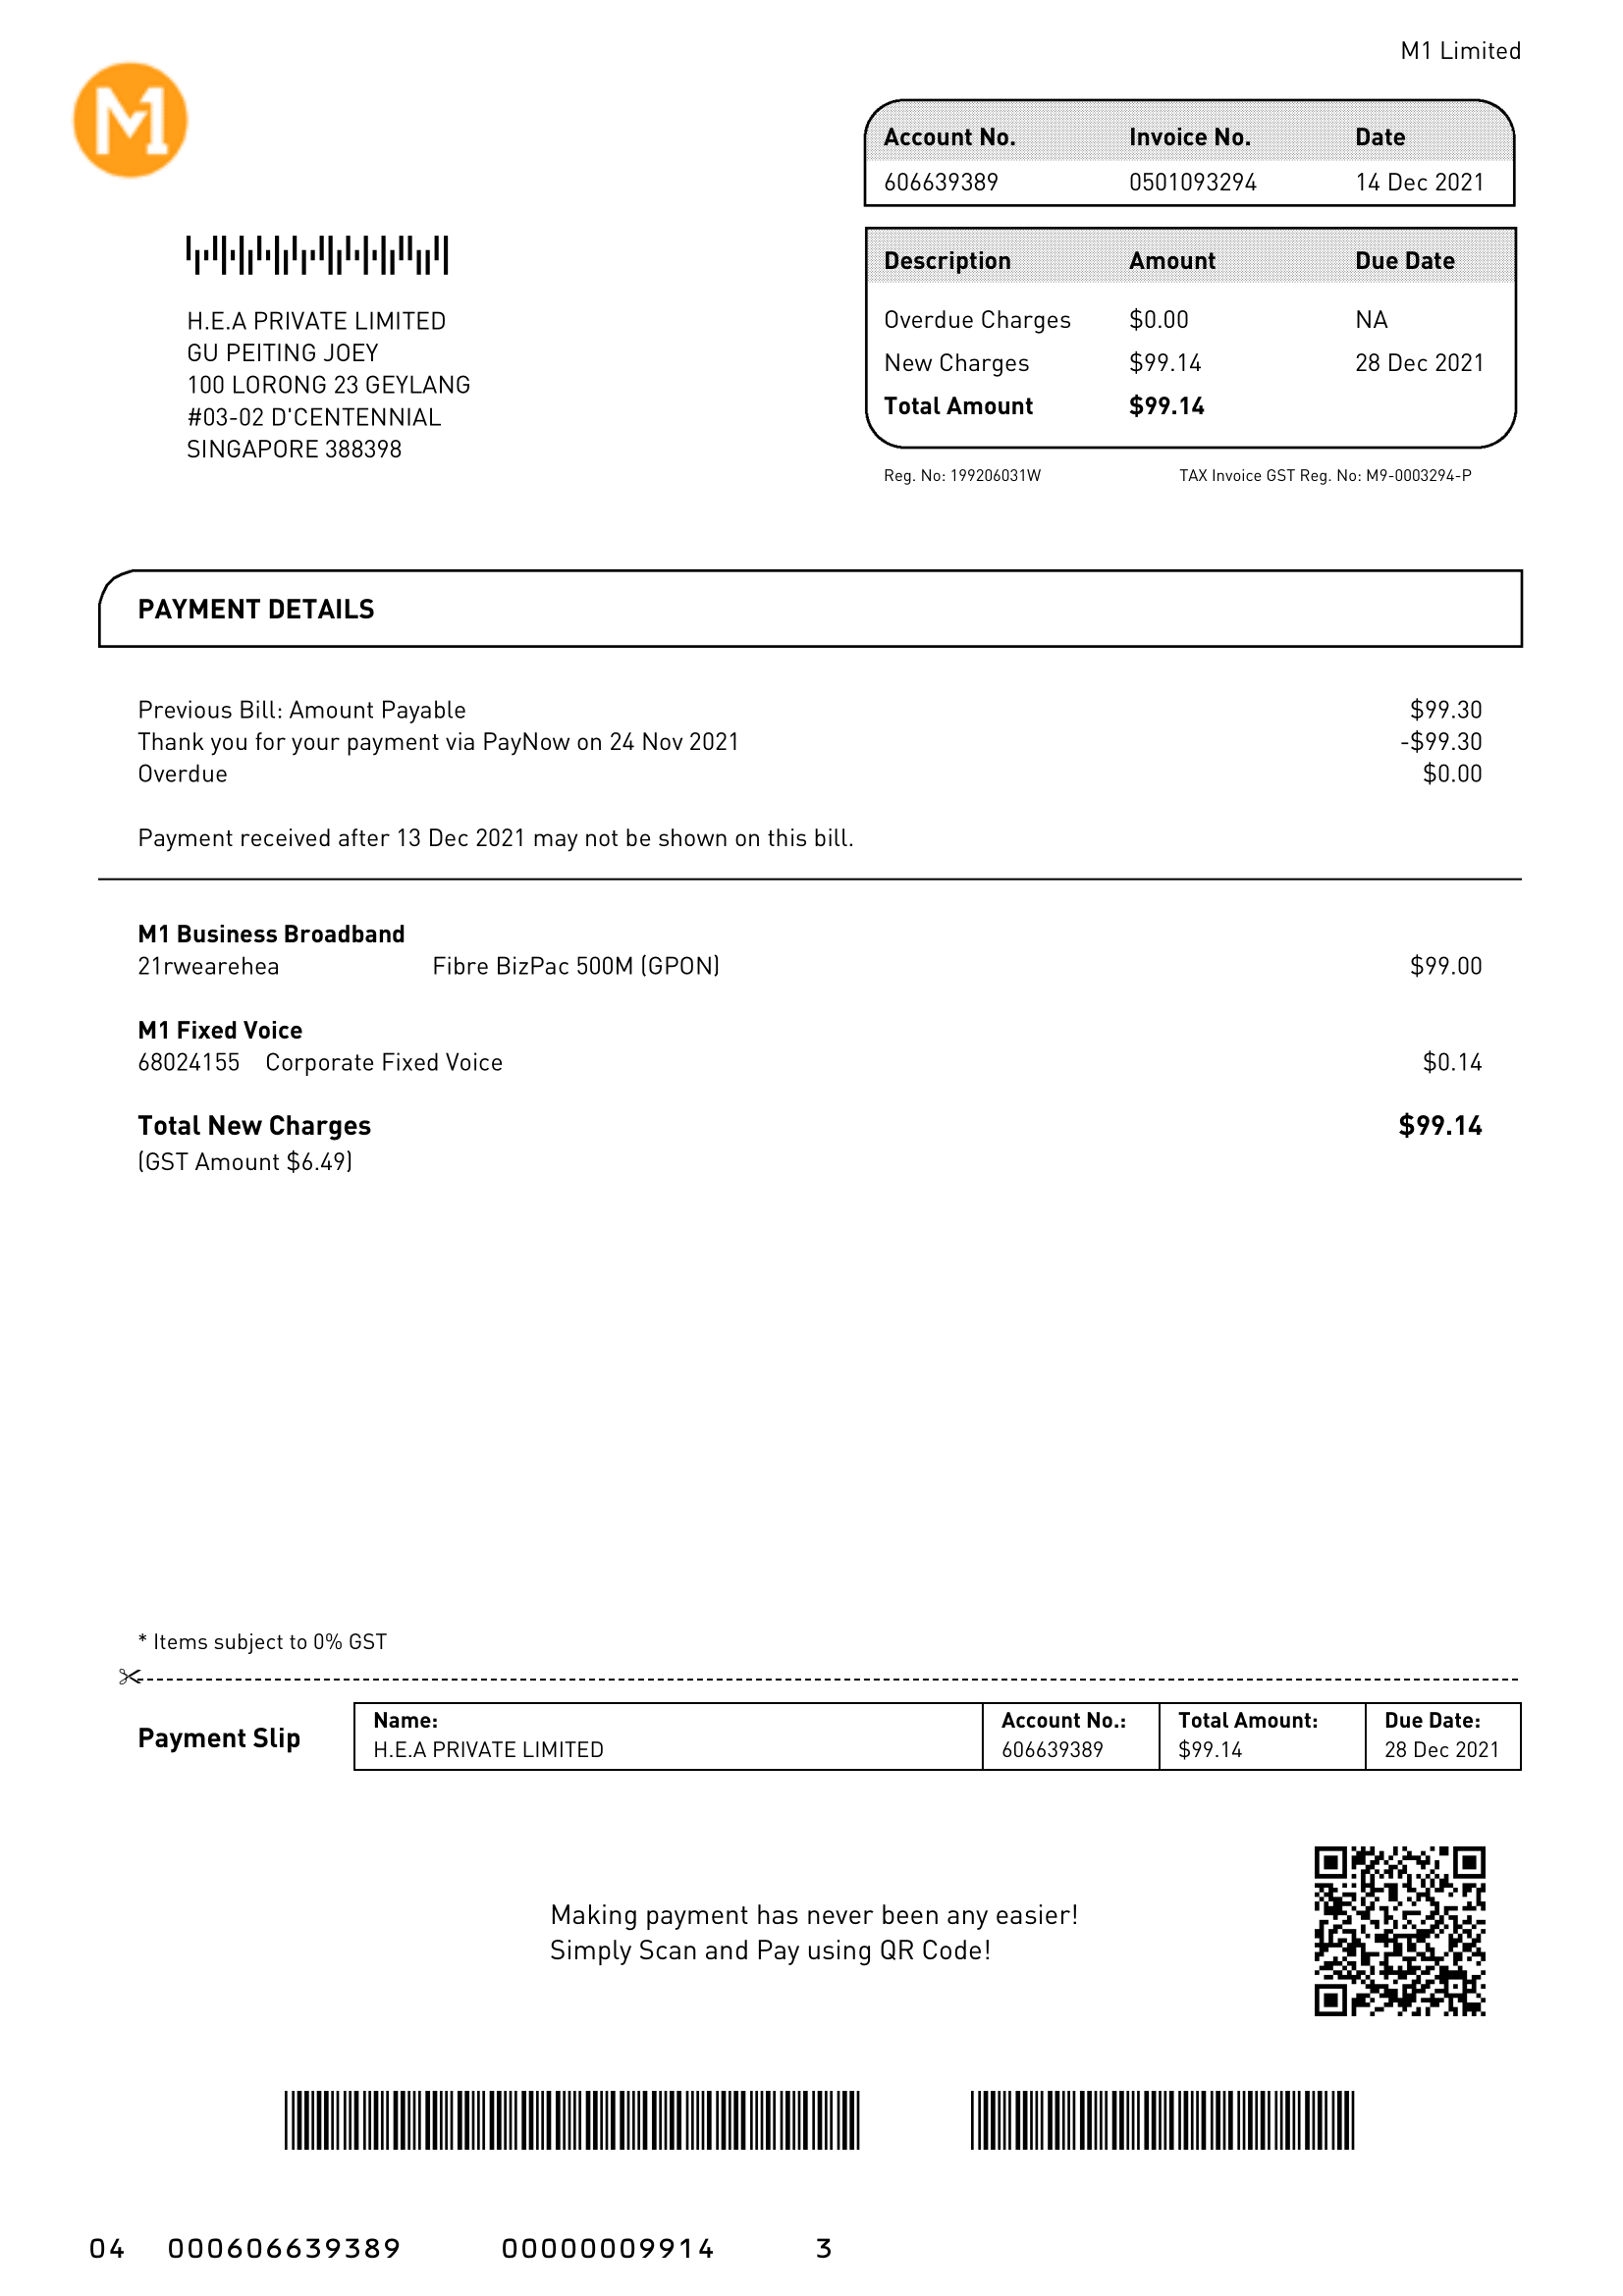 M1 Limited
M1
Account No. Invoice No. Date
606639389 0501093294 14 Dec 2021
Description Amount Due Date
Overdue Charges $0.00 NA
New Charges $99.14 28 Dec 2021
Total Amount $99.14
Reg. No: 199206031W TAX Invoice GST Reg. No: M9-0003294-P
H.E.A PRIVATE LIMITED
GU PEITING JOEY
100 LORONG 23 GEYLANG
#03-02 D'CENTENNIAL
SINGAPORE 388398
PAYMENT DETAILS
Previous Bill: Amount Payable $99.30
Thank you for your payment via PayNow on 24 Nov 2021 -$99.30
Overdue $0.00
Payment received after 13 Dec 2021 may not be shown on this bill.
M1 Business Broadband
21rwearehea Fibre BizPac 500M (GPON) $99.00
M1 Fixed Voice
68024155 Corporate Fixed Voice $0.14
Total New Charges $99.14
(GST Amount $6.49)
* Items subject to 0% GST
Payment Slip
Name: Account No.: Total Amount: Due Date:
H.E.A PRIVATE LIMITED 606639389 $99.14 28 Dec 2021
Making payment has never been any easier!
Simply Scan and Pay using QR Code!
04 000606639389 00000009914 3